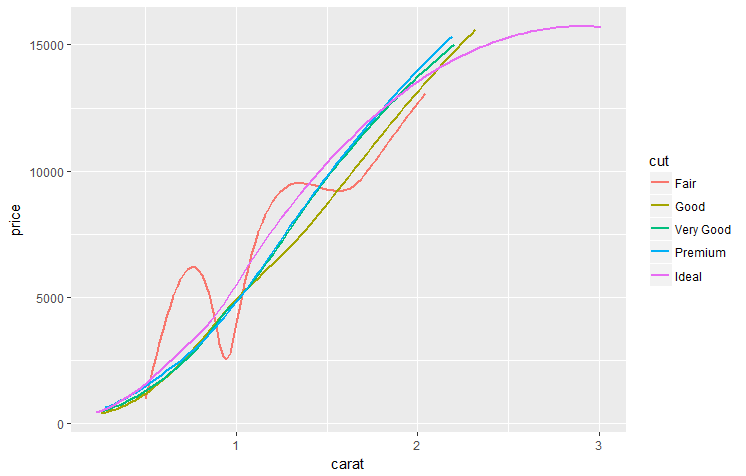 15000
10000
5000
0
price
1
2
3
carat
cut
Fair
Good
Very Good
Premium
Ideal